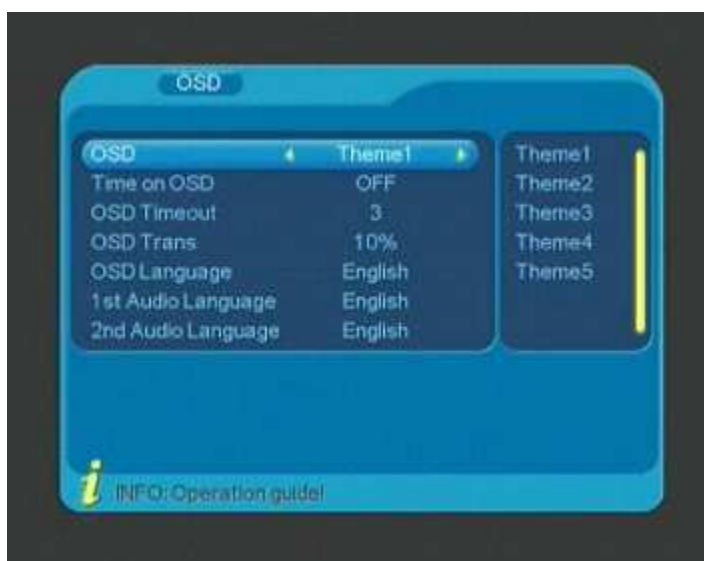 OSD
OSD Theme1
Time on OSD OFF
OSD Timeout 3
OSD Trans 10%
OSD Language English
1st Audio Language English
2nd Audio Language English
Theme1
Theme2
Theme3
Theme4
Theme5
i INFO: Operation guide!